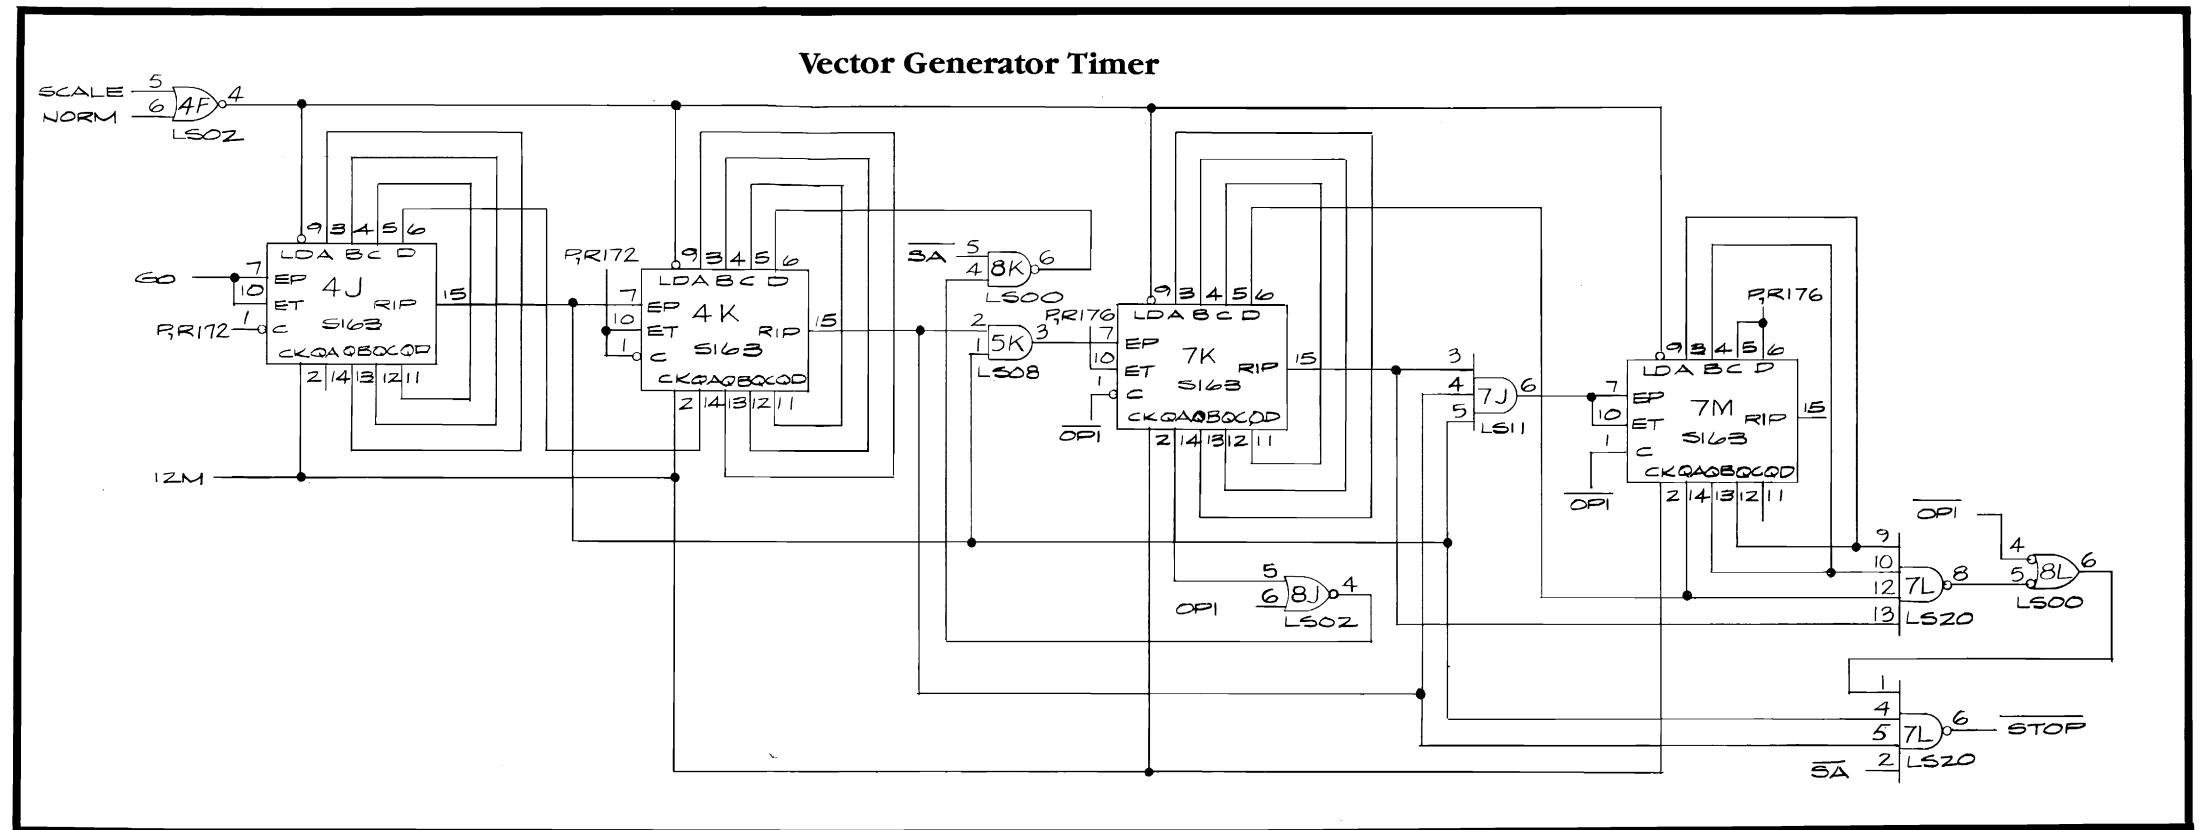 Vector Generator Timer
SCALE 5
NORM 6
4F 4
LS02
9 3 4 5 6
LD A B C D
GO 7 EP
10 ET
4J
RIP 15
P,R172 1 C
S163
CK QA QB QC QD
2 14 13 12 11
12M
P,R172
9 3 4 5 6
LD A B C D
7 EP
10 ET
4K
RIP 15
1 C
S163
CK QA QB QC QD
2 14 13 12 11
SA 5
4
8K 6
LS00
2
1
5K 3
LS08
P,R176
9 3 4 5 6
LD A B C D
7 EP
10 ET
7K
RIP 15
1 C
S163
OP1
CK QA QB QC QD
2 14 13 12 11
OP1
5
6
8J 4
LS02
3
4
5
7J 6
LS11
P,R176
9 3 4 5 6
LD A B C D
7 EP
10 ET
7M
RIP 15
1 C
S163
OP1
CK QA QB QC QD
2 14 13 12 11
9
10
12
13
7L 8
LS20
OP1
4
5
8L 6
LS00
1
4
5
2
SA
7L 6
LS20
STOP